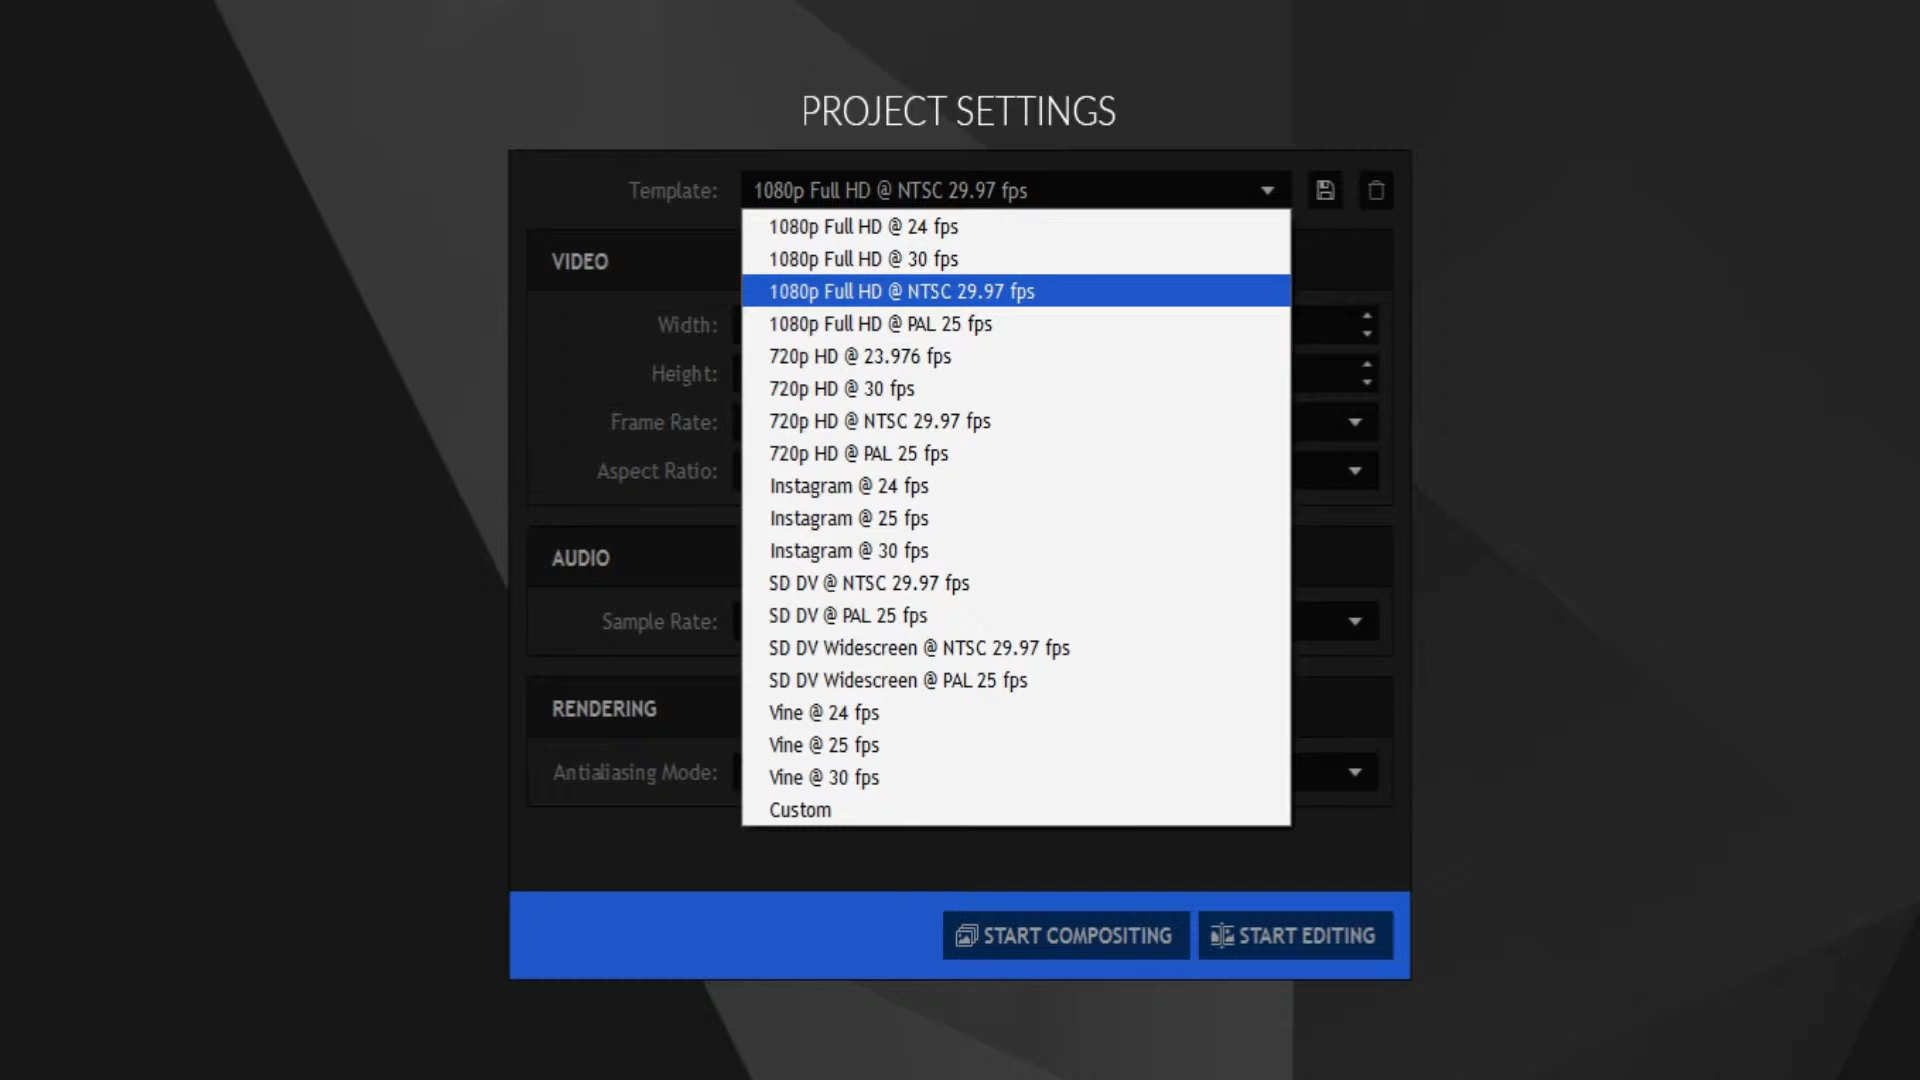 PROJECT SETTINGS
Template: 1080p Full HD @ NTSC 29.97 fps
1080p Full HD @ 24 fps
1080p Full HD @ 30 fps
1080p Full HD @ NTSC 29.97 fps
1080p Full HD @ PAL 25 fps
720p HD @ 23.976 fps
720p HD @ 30 fps
720p HD @ NTSC 29.97 fps
720p HD @ PAL 25 fps
Instagram @ 24 fps
Instagram @ 25 fps
Instagram @ 30 fps
SD DV @ NTSC 29.97 fps
SD DV @ PAL 25 fps
SD DV Widescreen @ NTSC 29.97 fps
SD DV Widescreen @ PAL 25 fps
Vine @ 24 fps
Vine @ 25 fps
Vine @ 30 fps
Custom
VIDEO
Width:
Height:
Frame Rate:
Aspect Ratio:
AUDIO
Sample Rate:
RENDERING
Antialiasing Mode:
START COMPOSITING
START EDITING